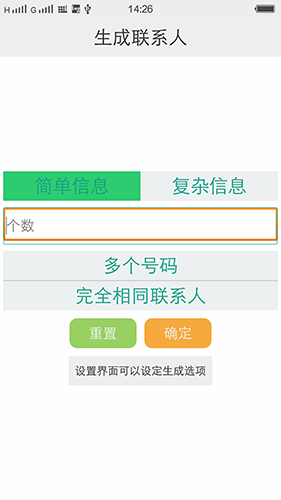 H G 14:26
生成联系人
简单信息 复杂信息
个数
多个号码
完全相同联系人
重置 确定
设置界面可以设定生成选项